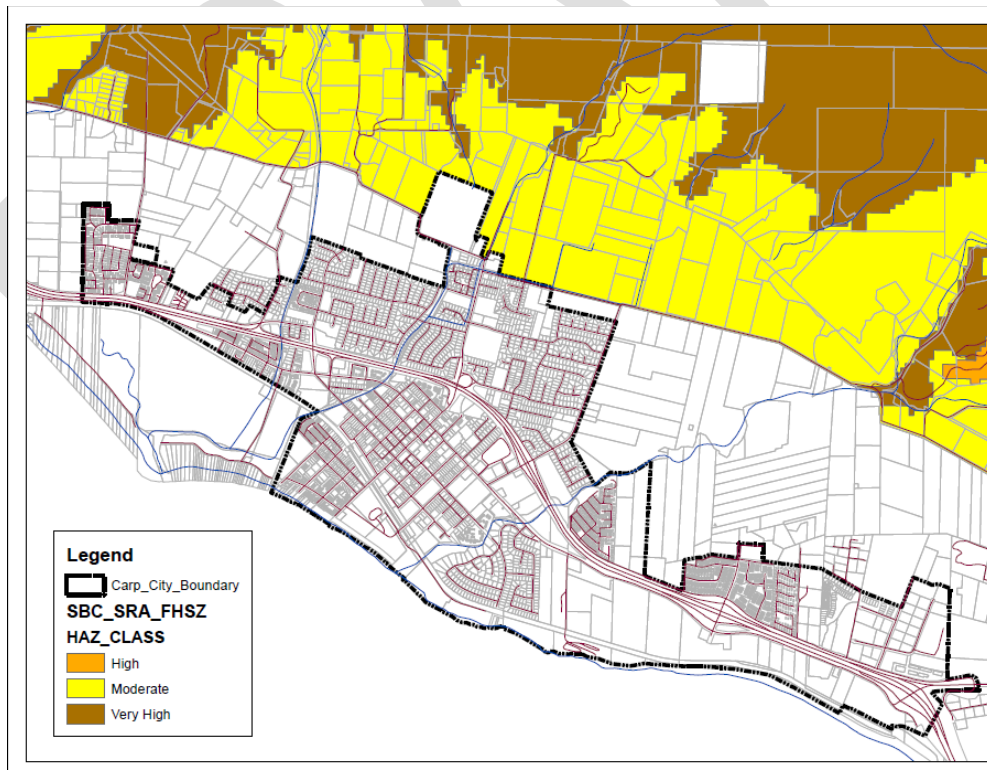 Legend
Carp_City_Boundary
SBC_SRA_FHSZ
HAZ_CLASS
High
Moderate
Very High